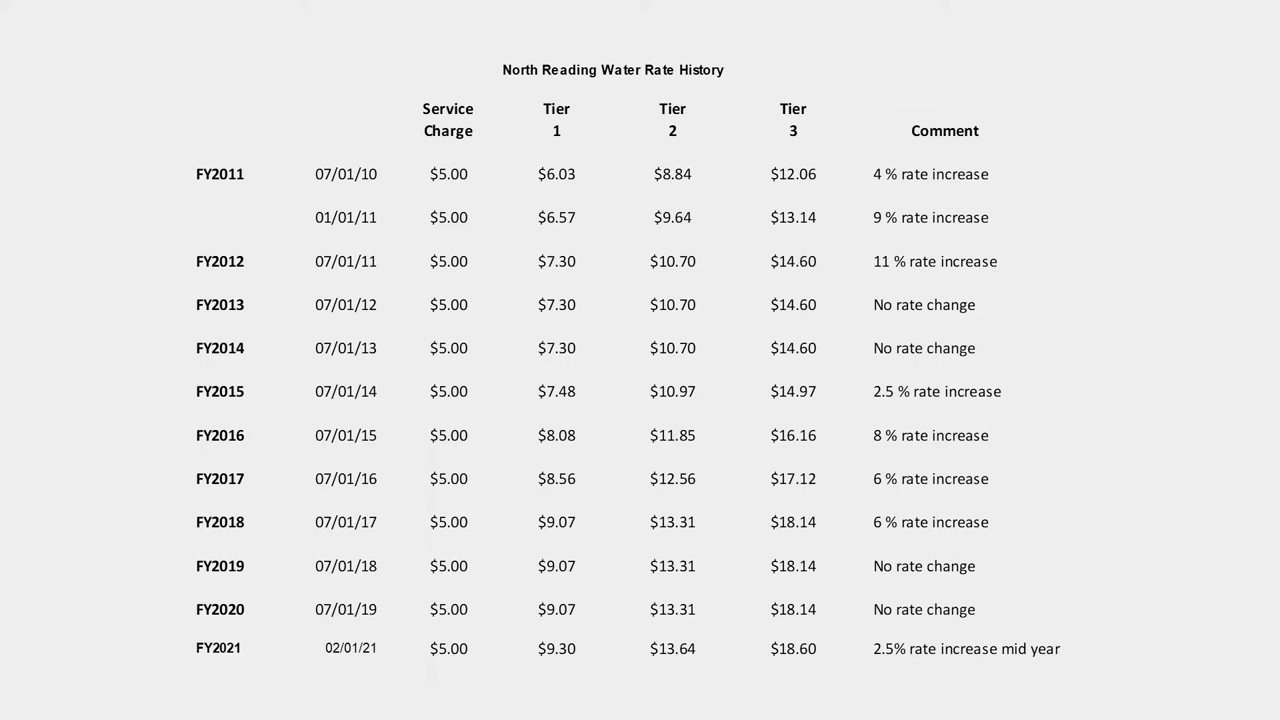 North Reading Water Rate History
Service Tier Tier Tier
Charge 1 2 3 Comment
FY2011 07/01/10 $5.00 $6.03 $8.84 $12.06 4 % rate increase
01/01/11 $5.00 $6.57 $9.64 $13.14 9 % rate increase
FY2012 07/01/11 $5.00 $7.30 $10.70 $14.60 11 % rate increase
FY2013 07/01/12 $5.00 $7.30 $10.70 $14.60 No rate change
FY2014 07/01/13 $5.00 $7.30 $10.70 $14.60 No rate change
FY2015 07/01/14 $5.00 $7.48 $10.97 $14.97 2.5 % rate increase
FY2016 07/01/15 $5.00 $8.08 $11.85 $16.16 8 % rate increase
FY2017 07/01/16 $5.00 $8.56 $12.56 $17.12 6 % rate increase
FY2018 07/01/17 $5.00 $9.07 $13.31 $18.14 6 % rate increase
FY2019 07/01/18 $5.00 $9.07 $13.31 $18.14 No rate change
FY2020 07/01/19 $5.00 $9.07 $13.31 $18.14 No rate change
FY2021 02/01/21 $5.00 $9.30 $13.64 $18.60 2.5% rate increase mid year